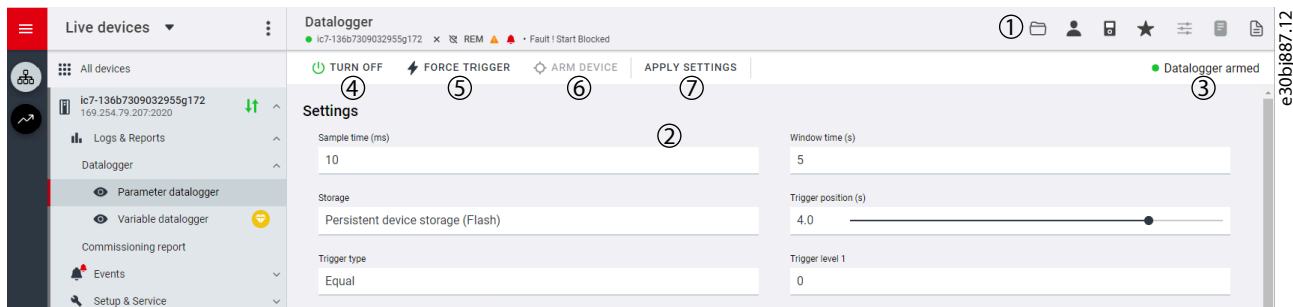 Live devices
All devices
ic7-136b7309032955g172
169.254.79.207:2020
Logs & Reports
Datalogger
Parameter datalogger
Variable datalogger
Commissioning report
Events
Setup & Service
Datalogger
ic7-136b7309032955g172 REM • Fault ! Start Blocked
①
TURN OFF FORCE TRIGGER ARM DEVICE APPLY SETTINGS Datalogger armed
④ ⑤ ⑥ ⑦ ③
Settings
②
Sample time (ms) Window time (s)
10 5
Storage Trigger position (s)
Persistent device storage (Flash) 4.0
Trigger type Trigger level 1
Equal 0
e30bj887.12